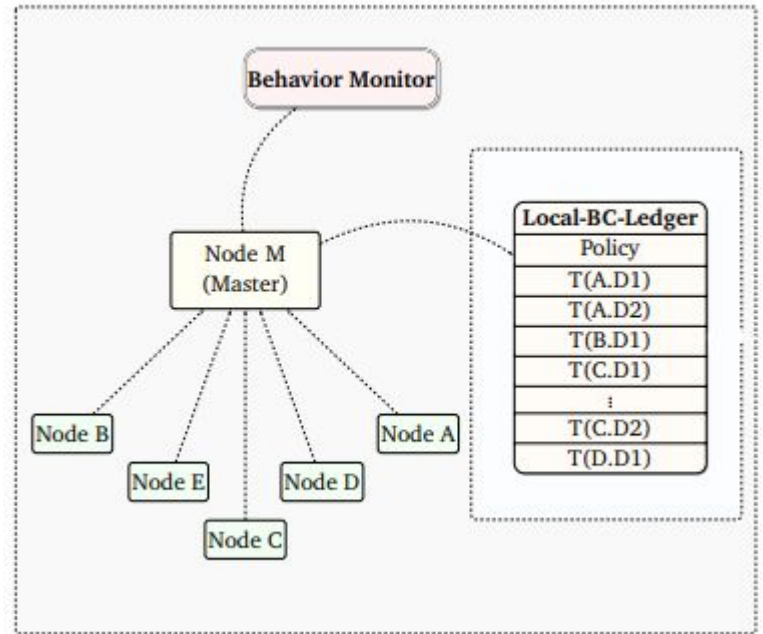 Behavior Monitor
Node M
(Master)
Local-BC-Ledger
Policy
T(A.D1)
T(A.D2)
T(B.D1)
T(C.D1)
⋮
T(C.D2)
T(D.D1)
Node B
Node A
Node E
Node D
Node C